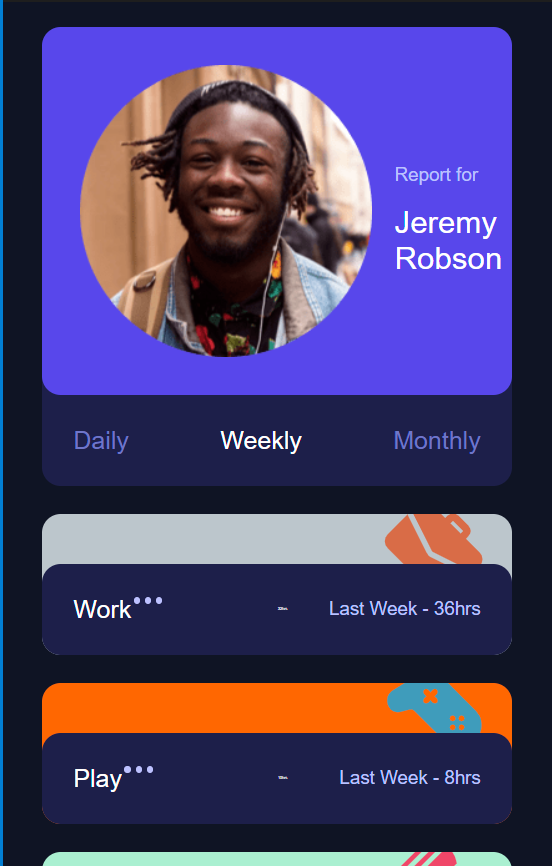 Report for
Jeremy
Robson
Daily Weekly Monthly
Work Last Week - 36hrs
Play Last Week - 8hrs